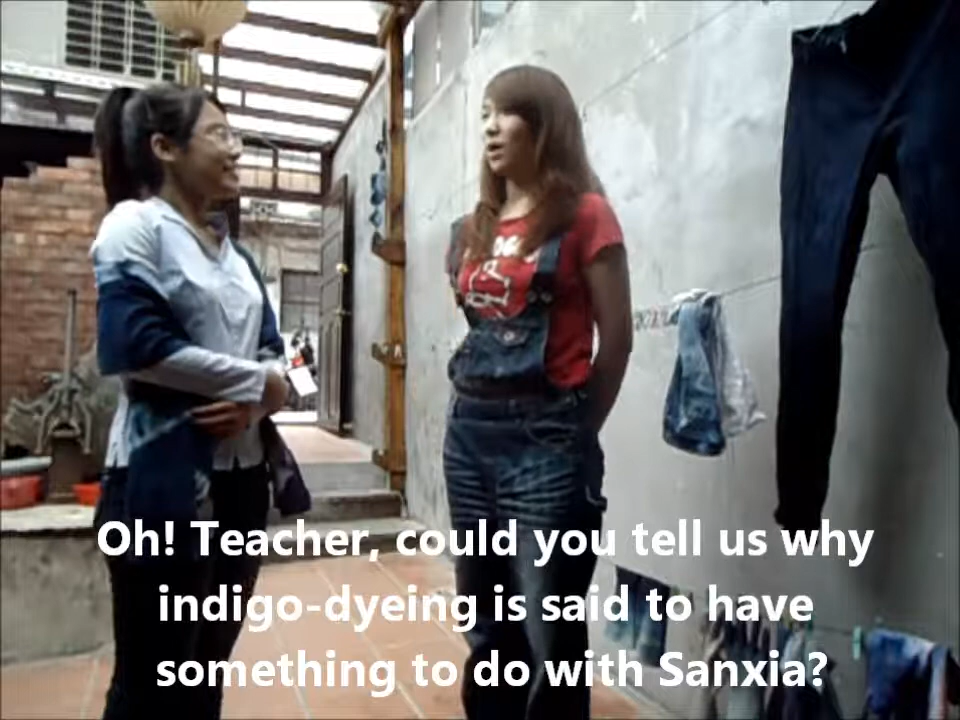 Oh! Teacher, could you tell us why
indigo-dyeing is said to have
something to do with Sanxia?